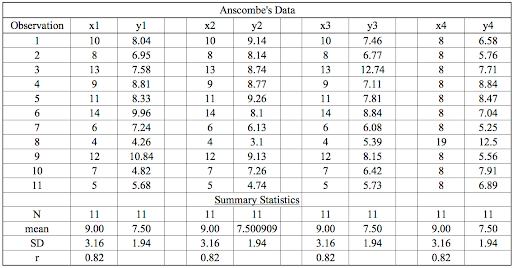 Anscombe's Data
Observation x1 y1 x2 y2 x3 y3 x4 y4
1 10 8.04 10 9.14 10 7.46 8 6.58
2 8 6.95 8 8.14 8 6.77 8 5.76
3 13 7.58 13 8.74 13 12.74 8 7.71
4 9 8.81 9 8.77 9 7.11 8 8.84
5 11 8.33 11 9.26 11 7.81 8 8.47
6 14 9.96 14 8.1 14 8.84 8 7.04
7 6 7.24 6 6.13 6 6.08 8 5.25
8 4 4.26 4 3.1 4 5.39 19 12.5
9 12 10.84 12 9.13 12 8.15 8 5.56
10 7 4.82 7 7.26 7 6.42 8 7.91
11 5 5.68 5 4.74 5 5.73 8 6.89
Summary Statistics
N 11 11 11 11 11 11 11 11
mean 9.00 7.50 9.00 7.500909 9.00 7.50 9.00 7.50
SD 3.16 1.94 3.16 1.94 3.16 1.94 3.16 1.94
r 0.82 0.82 0.82 0.82